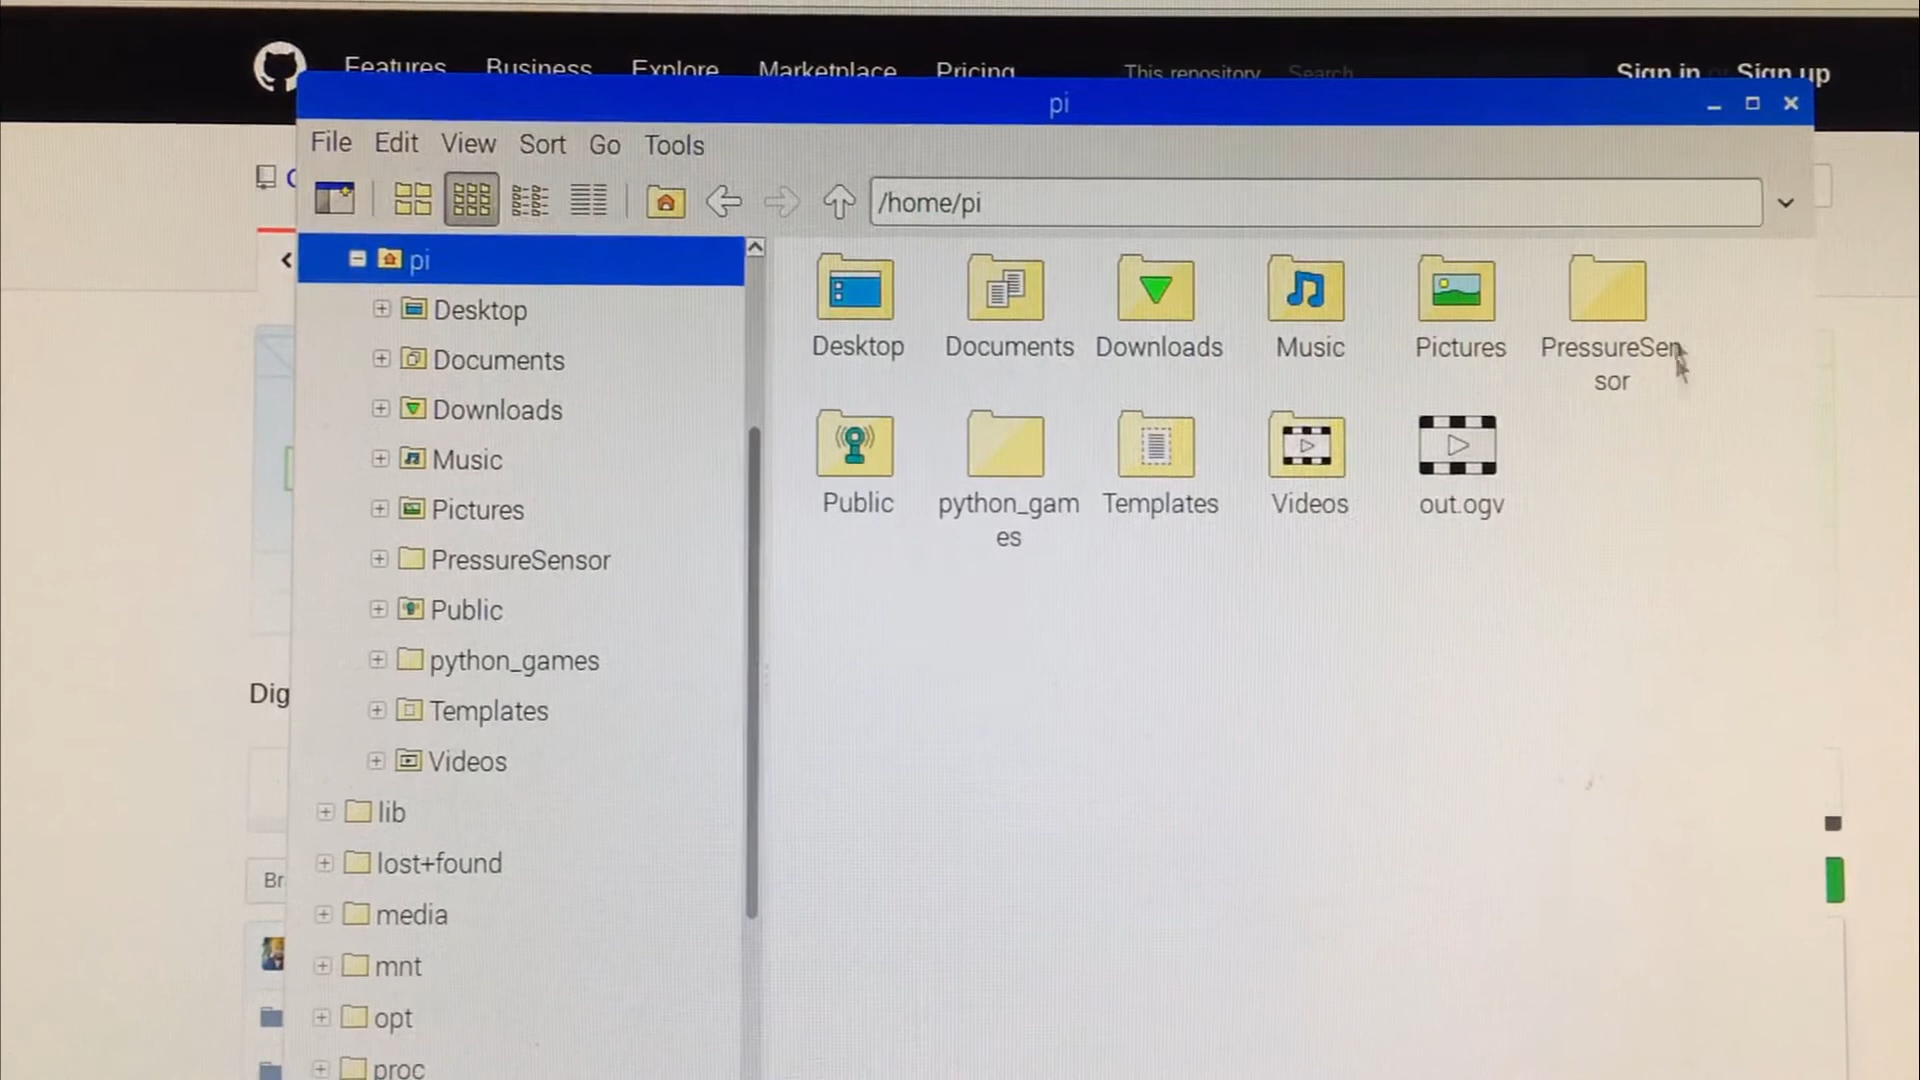 Features Business Explore Marketplace Pricing This repository Search Sign in or Sign up
pi
File Edit View Sort Go Tools
/home/pi
pi
Desktop
Documents
Downloads
Music
Pictures
PressureSensor
Public
python_games
Templates
Videos
lib
lost+found
media
mnt
opt
proc
Desktop Documents Downloads Music Pictures PressureSen
sor
Public python_gam Templates Videos out.ogv
es
Dig
Br